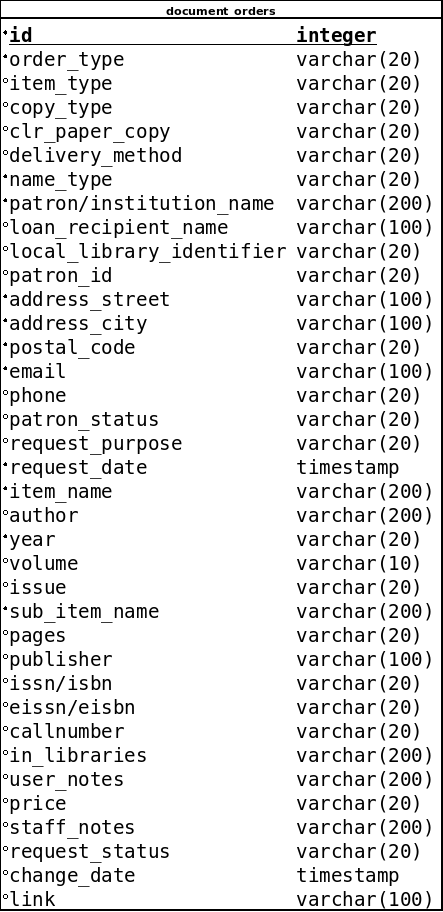 document orders
id integer
order_type varchar(20)
item_type varchar(20)
copy_type varchar(20)
clr_paper_copy varchar(20)
delivery_method varchar(20)
name_type varchar(20)
patron/institution_name varchar(200)
loan_recipient_name varchar(100)
local_library_identifier varchar(20)
patron_id varchar(20)
address_street varchar(100)
address_city varchar(100)
postal_code varchar(20)
email varchar(100)
phone varchar(20)
patron_status varchar(20)
request_purpose varchar(20)
request_date timestamp
item_name varchar(200)
author varchar(200)
year varchar(20)
volume varchar(10)
issue varchar(20)
sub_item_name varchar(200)
pages varchar(20)
publisher varchar(100)
issn/isbn varchar(20)
eissn/eisbn varchar(20)
callnumber varchar(20)
in_libraries varchar(200)
user_notes varchar(200)
price varchar(20)
staff_notes varchar(200)
request_status varchar(20)
change_date timestamp
link varchar(100)